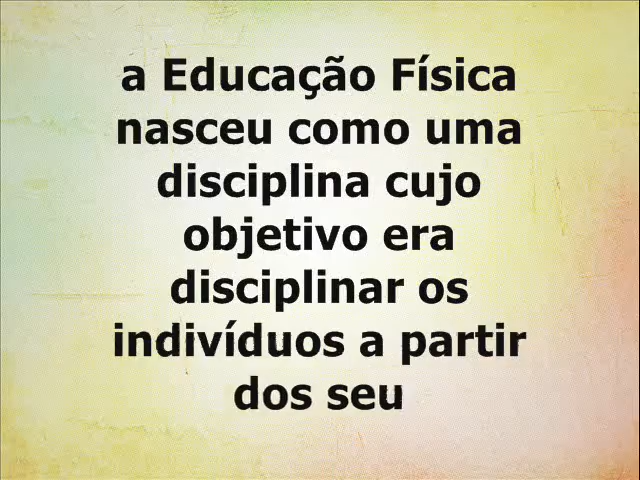 a Educação Física
nasceu como uma
disciplina cujo
objetivo era
disciplinar os
indivíduos a partir
dos seu